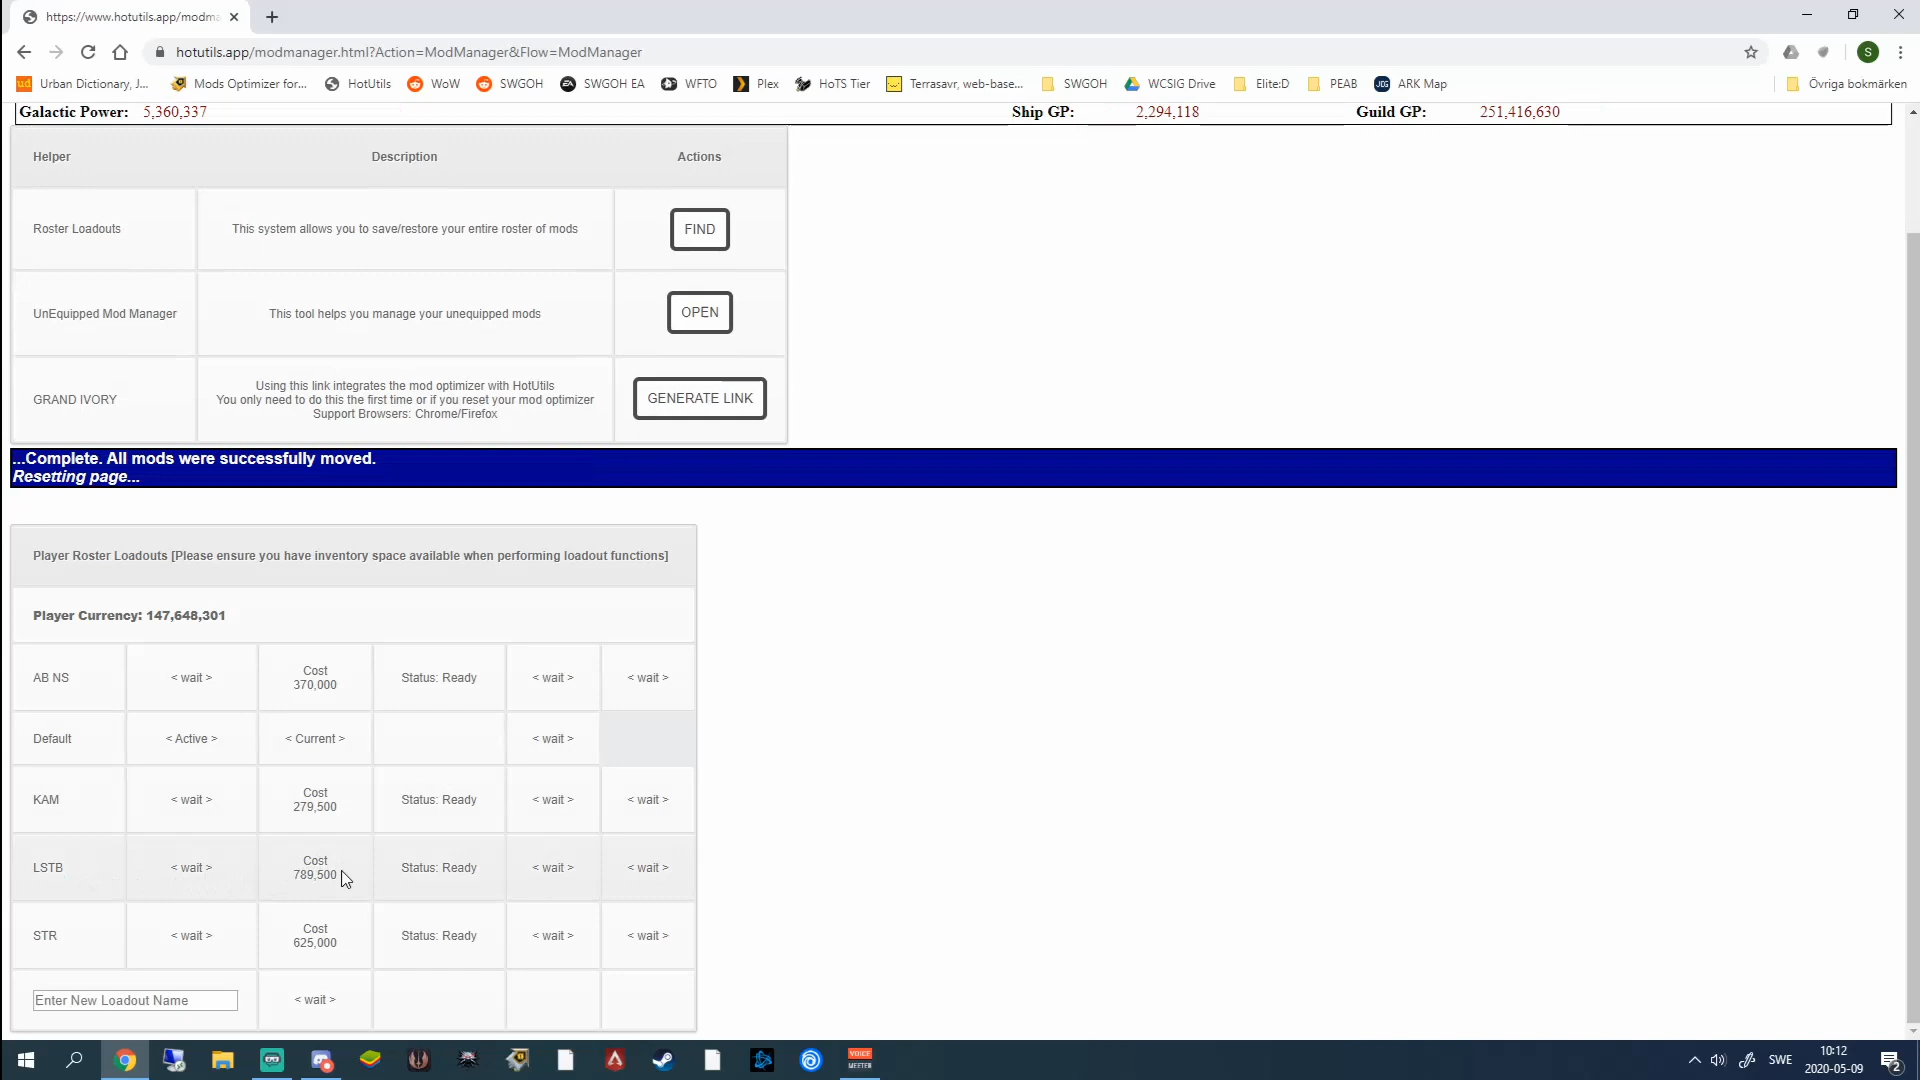 https://www.hotutils.app/modma
hotutils.app/modmanager.html?Action=ModManager&Flow=ModManager
S
Urban Dictionary, J...
Mods Optimizer for...
HotUtils
WoW
SWGOH
SWGOH EA
WFTO
Plex
HoTS Tier
Terrasavr, web-base...
SWGOH
WCSIG Drive
Elite:D
PEAB
ARK Map
Övriga bokmärken
Galactic Power: 5,360,337 Ship GP: 2,294,118 Guild GP: 251,416,630
Helper Description Actions
Roster Loadouts This system allows you to save/restore your entire roster of mods FIND
UnEquipped Mod Manager This tool helps you manage your unequipped mods OPEN
Using this link integrates the mod optimizer with HotUtils
GRAND IVORY You only need to do this the first time or if you reset your mod optimizer GENERATE LINK
Support Browsers: Chrome/Firefox
...Complete. All mods were successfully moved.
Resetting page...
Player Roster Loadouts [Please ensure you have inventory space available when performing loadout functions]
Player Currency: 147,648,301
AB NS < wait > Cost 370,000 Status: Ready < wait > < wait >
Default < Active > < Current > < wait >
KAM < wait > Cost 279,500 Status: Ready < wait > < wait >
LSTB < wait > Cost 789,500 Status: Ready < wait > < wait >
STR < wait > Cost 625,000 Status: Ready < wait > < wait >
Enter New Loadout Name < wait >
VOICE
MEETER
SWE
10:12
2020-05-09
2